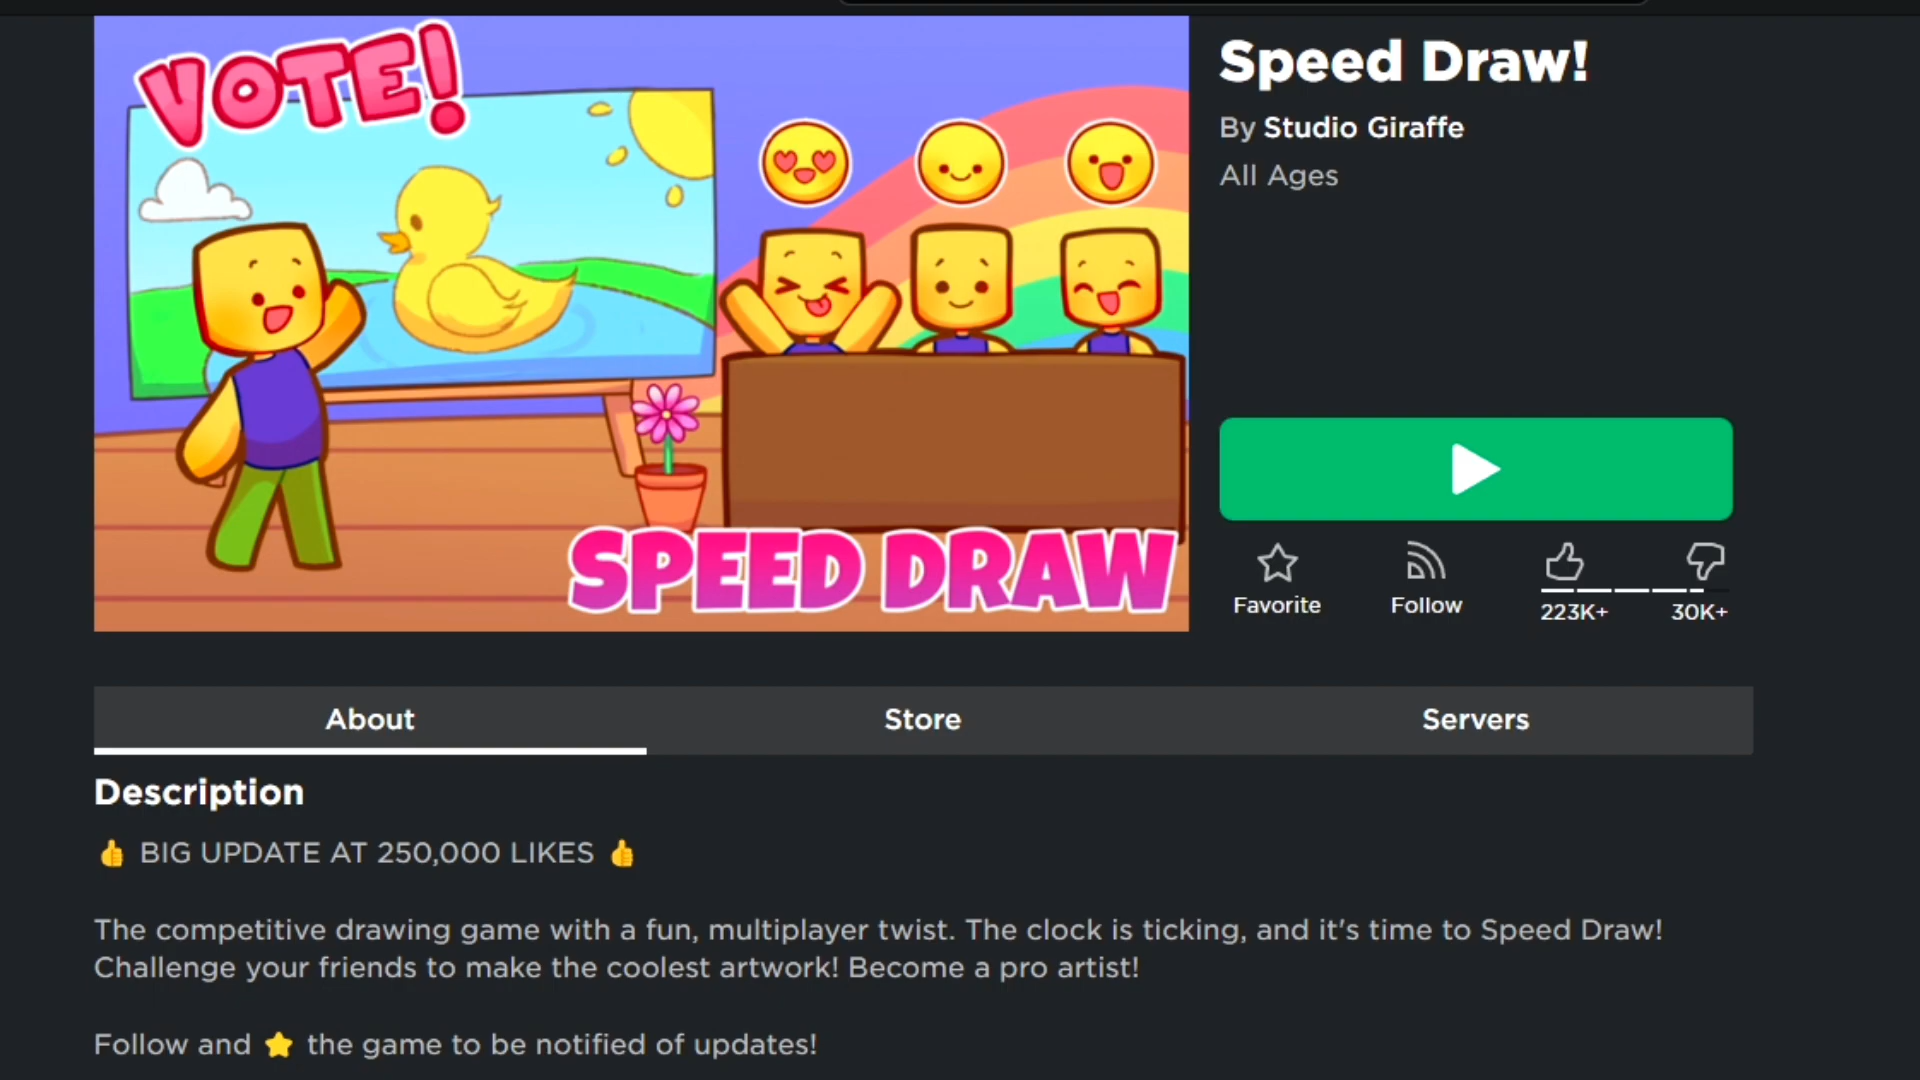 VOTE!
SPEED DRAW
Speed Draw!
By Studio Giraffe
All Ages
Favorite
Follow
223K+
30K+
About
Store
Servers
Description
👍 BIG UPDATE AT 250,000 LIKES 👍
The competitive drawing game with a fun, multiplayer twist. The clock is ticking, and it's time to Speed Draw!
Challenge your friends to make the coolest artwork! Become a pro artist!
Follow and ⭐ the game to be notified of updates!